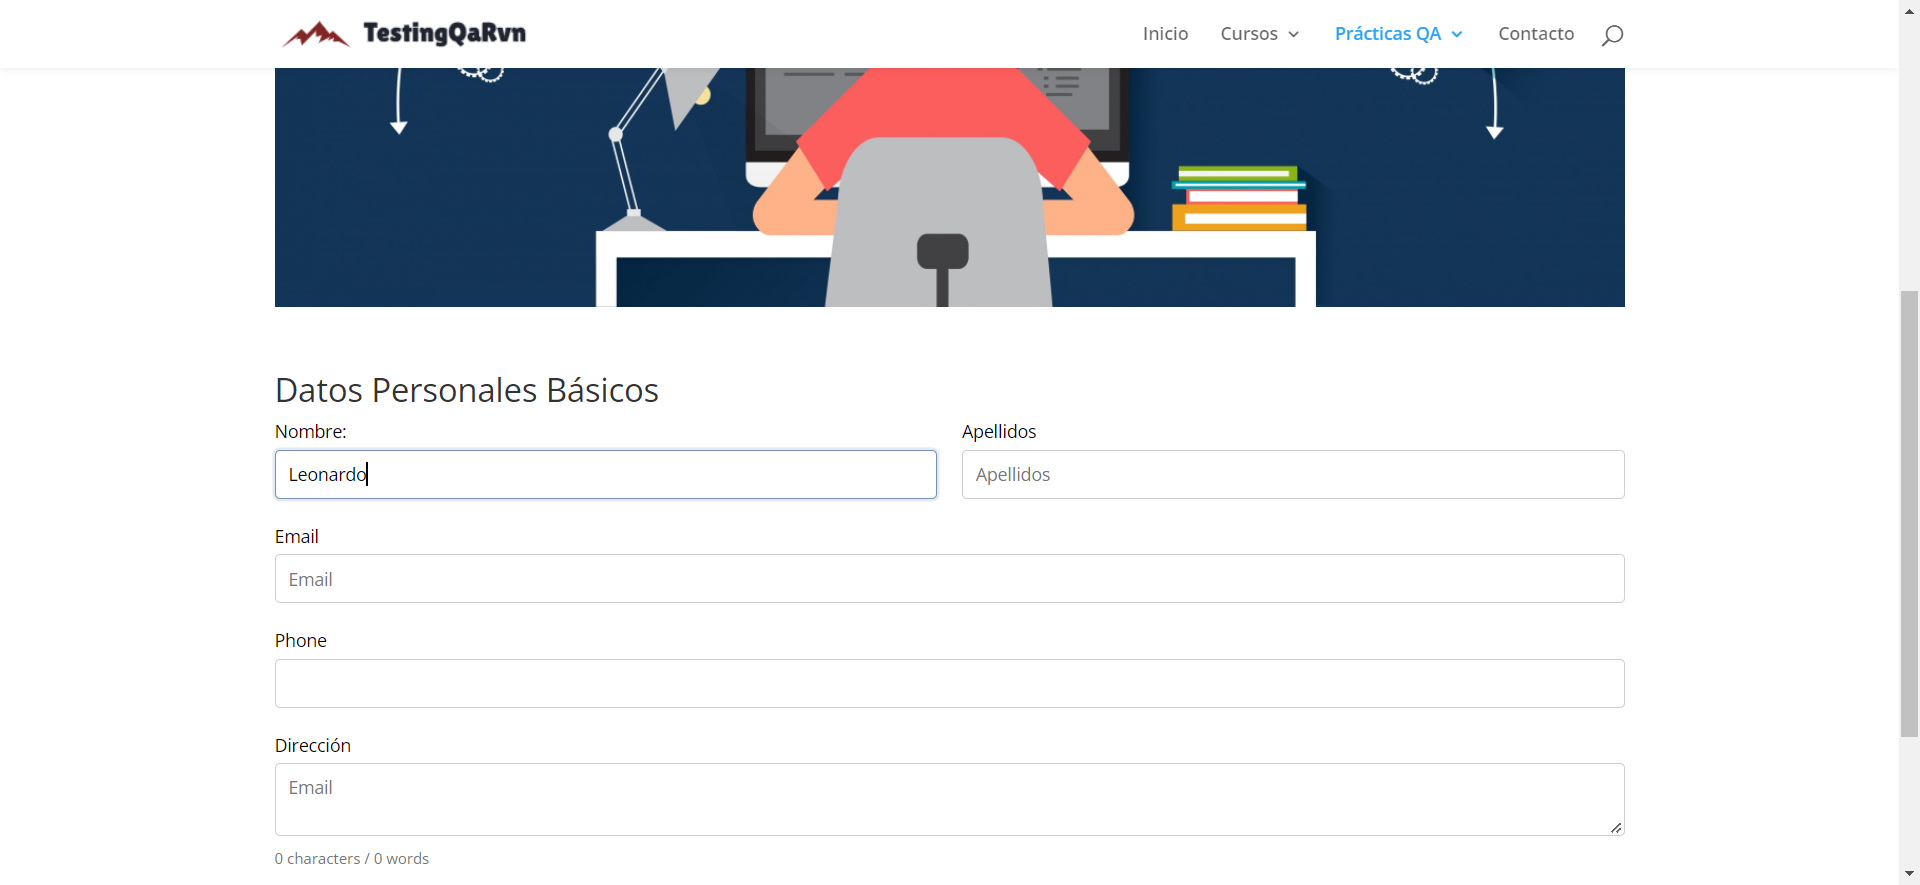 TestingQaRvn
Inicio Cursos Prácticas QA Contacto
Datos Personales Básicos
Nombre: Apellidos
Leonardo Apellidos
Email
Email
Phone
Dirección
Email
0 characters / 0 words